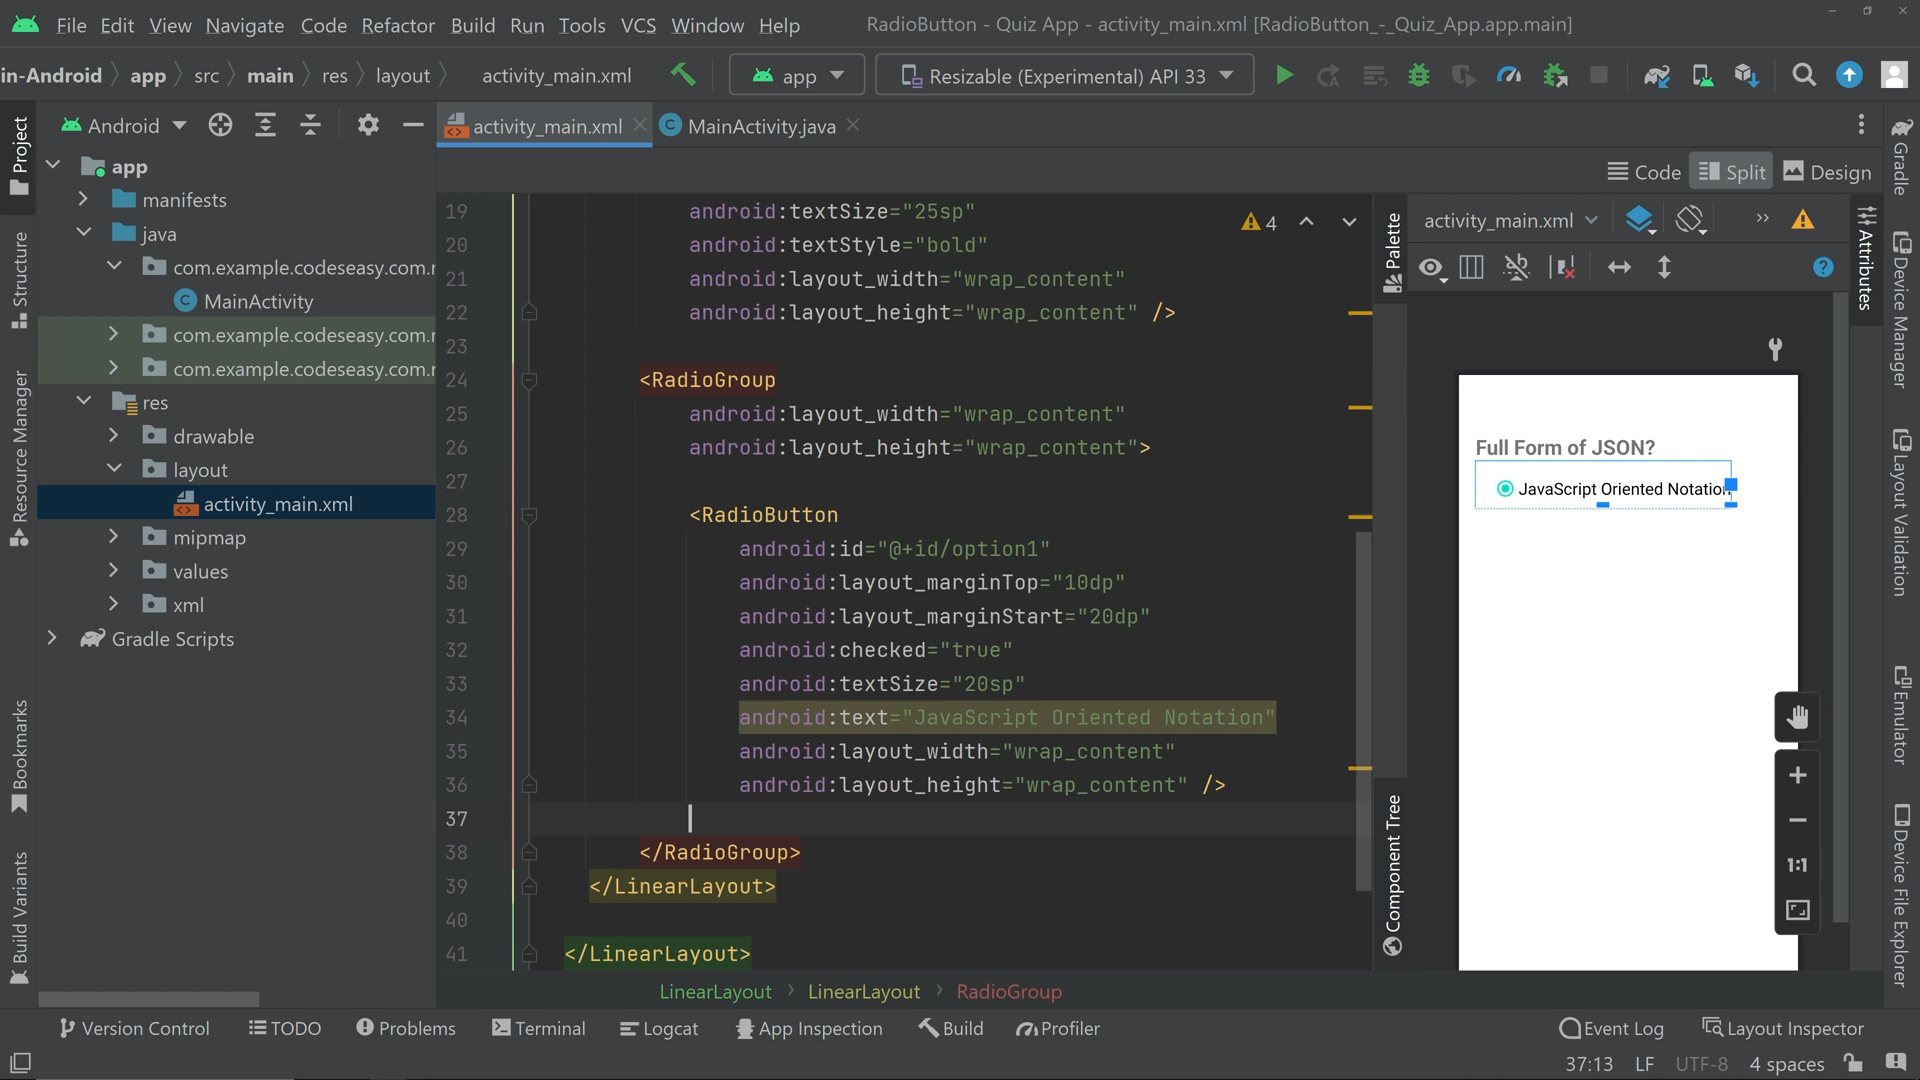 File Edit View Navigate Code Refactor Build Run Tools VCS Window Help
RadioButton - Quiz App - activity_main.xml [RadioButton_-_Quiz_App.app.main]
in-Android app src main res layout activity_main.xml
app
Resizable (Experimental) API 33
Android
activity_main.xml
MainActivity.java
Code Split Design
Project
Structure
Resource Manager
Bookmarks
Build Variants
app
manifests
java
com.example.codeseasy.com.r
MainActivity
com.example.codeseasy.com.r
com.example.codeseasy.com.r
res
drawable
layout
activity_main.xml
mipmap
values
xml
Gradle Scripts
4
19 android:textSize="25sp"
20 android:textStyle="bold"
21 android:layout_width="wrap_content"
22 android:layout_height="wrap_content" />
23
24 <RadioGroup
25 android:layout_width="wrap_content"
26 android:layout_height="wrap_content">
27
28 <RadioButton
29 android:id="@+id/option1"
30 android:layout_marginTop="10dp"
31 android:layout_marginStart="20dp"
32 android:checked="true"
33 android:textSize="20sp"
34 android:text="JavaScript Oriented Notation"
35 android:layout_width="wrap_content"
36 android:layout_height="wrap_content" />
37
38 </RadioGroup>
39 </LinearLayout>
40
41 </LinearLayout>
LinearLayout LinearLayout RadioGroup
Palette
Component Tree
activity_main.xml
Full Form of JSON?
JavaScript Oriented Notation
1:1
Attributes
Gradle
Device Manager
Layout Validation
Emulator
Device File Explorer
Version Control TODO Problems Terminal Logcat App Inspection Build Profiler
Event Log Layout Inspector
37:13 LF UTF-8 4 spaces